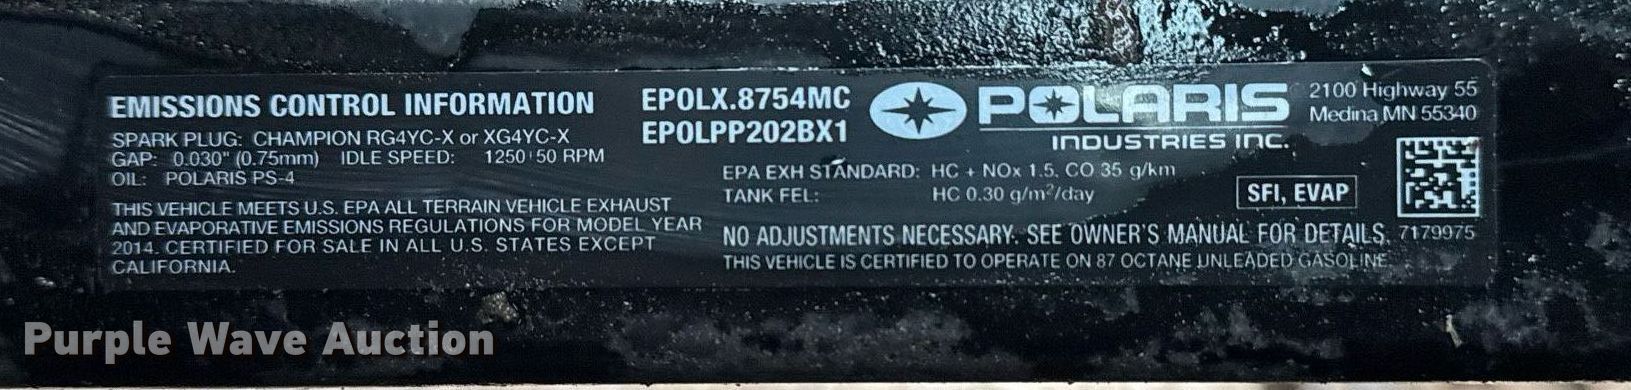 EMISSIONS CONTROL INFORMATION
SPARK PLUG: CHAMPION RG4YC-X or XG4YC-X
GAP: 0.030" (0.75mm) IDLE SPEED: 1250 50 RPM
OIL: POLARIS PS-4
THIS VEHICLE MEETS U.S. EPA ALL TERRAIN VEHICLE EXHAUST
AND EVAPORATIVE EMISSIONS REGULATIONS FOR MODEL YEAR
2014. CERTIFIED FOR SALE IN ALL U.S. STATES EXCEPT
CALIFORNIA.
EPOLX.8754MC
EPOLPP202BX1
POLARIS
INDUSTRIES INC.
2100 Highway 55
Medina MN 55340
EPA EXH STANDARD: HC + NOx 1.5, CO 35 g/km
TANK FEL: HC 0.30 g/m²/day
SFI, EVAP
NO ADJUSTMENTS NECESSARY. SEE OWNER'S MANUAL FOR DETAILS.
7179975
THIS VEHICLE IS CERTIFIED TO OPERATE ON 87 OCTANE UNLEADED GASOLINE
Purple Wave Auction